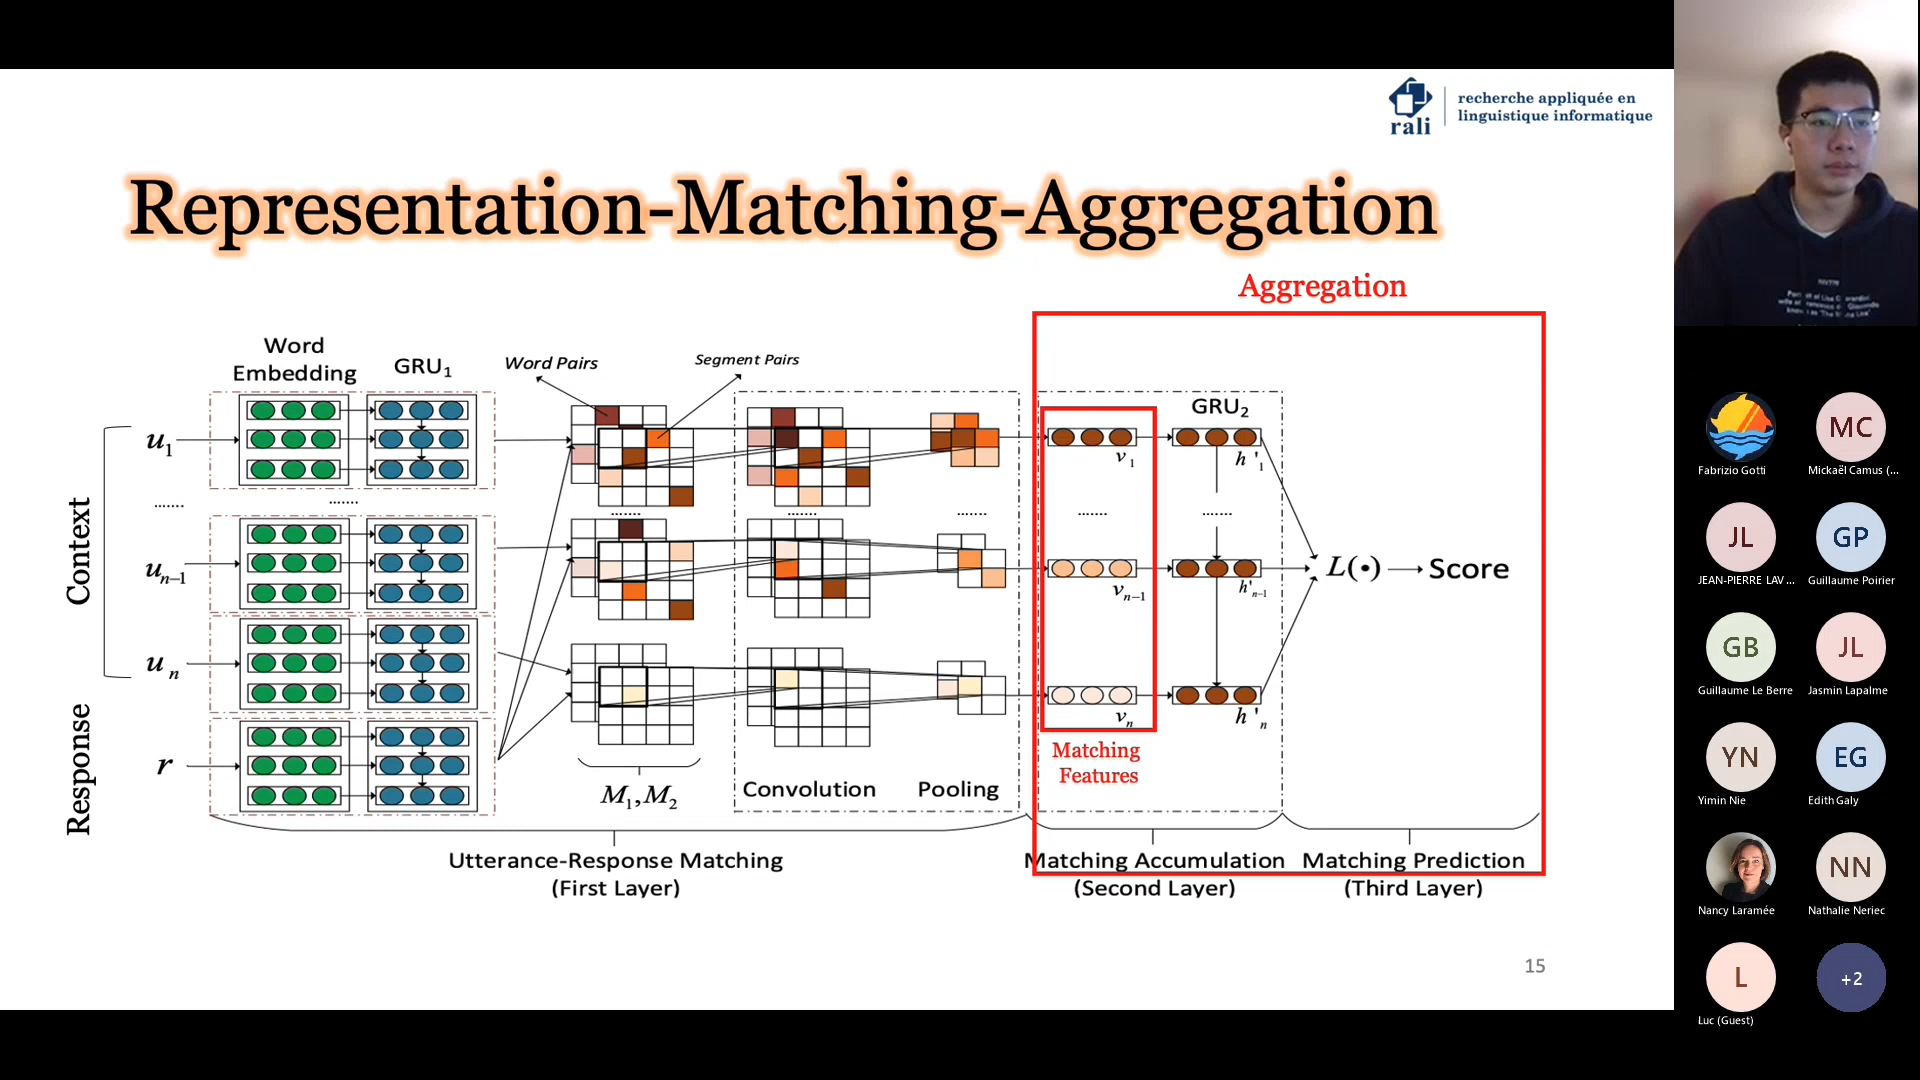 rali
recherche appliquée en
linguistique informatique
Representation-Matching-Aggregation
Aggregation
Word
Embedding
GRU₁
Word Pairs
Segment Pairs
GRU₂
Context
Response
u₁
.......
uₙ₋₁
uₙ
r
.......
.......
.......
.......
.......
.......
v₁
vₙ₋₁
vₙ
h'₁
h'ₙ₋₁
h'ₙ
L(•)
Score
Matching
Features
M₁,M₂
Convolution
Pooling
Utterance-Response Matching
(First Layer)
Matching Accumulation
(Second Layer)
Matching Prediction
(Third Layer)
15
Fabrizio Gotti
MC
Mickaël Camus (...
JL
JEAN-PIERRE LAV ...
GP
Guillaume Poirier
GB
Guillaume Le Berre
JL
Jasmin Lapalme
YN
Yimin Nie
EG
Edith Galy
Nancy Laramée
NN
Nathalie Neriec
L
Luc (Guest)
+2